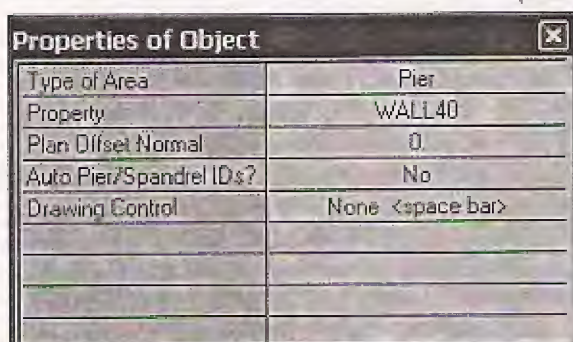 Properties of Object
Type of Area Pier
Property WALL40
Plan Offset Normal 0.
Auto Pier/Spandrel IDs? No
Drawing Control None <space bar>